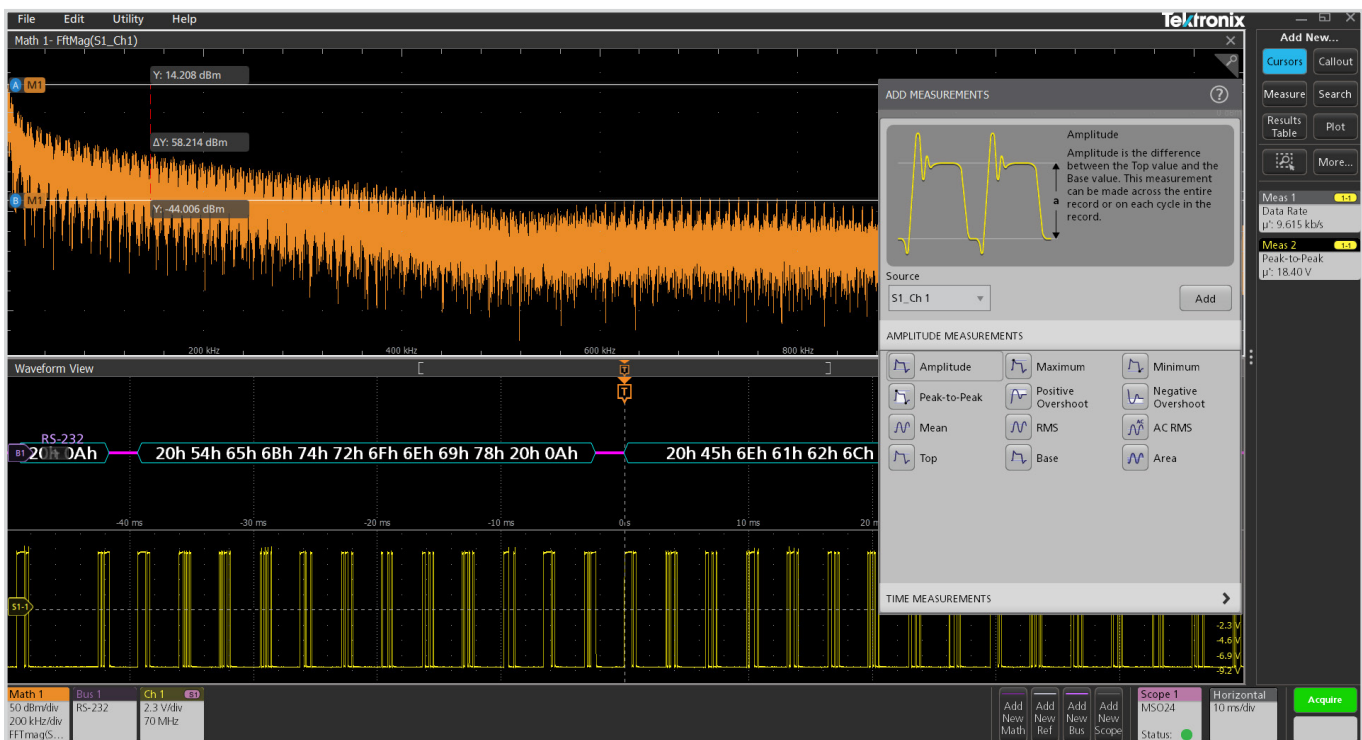 File Edit Utility Help
Tektronix
Math 1- FftMag(S1_Ch1)
Y: 14.208 dBm
A M1
ΔY: 58.214 dBm
B M1
Y: -44.006 dBm
200 kHz 400 kHz 600 kHz 800 kHz
Waveform View
T
T
RS-232
B1 20h 0Ah
20h 54h 65h 6Bh 74h 72h 6Fh 6Eh 69h 78h 20h 0Ah
20h 45h 6Eh 61h 62h 6Ch
-40 ms -30 ms -20 ms -10 ms 0 s 10 ms 20 m
S1-1
-2.3 V
-4.6 V
-6.9 V
-9.2 V
ADD MEASUREMENTS
?
Amplitude
Amplitude is the difference
between the Top value and the
Base value. This measurement
can be made across the entire
record or on each cycle in the
record.
a
Source
S1_Ch 1
Add
AMPLITUDE MEASUREMENTS
Amplitude Maximum Minimum
Peak-to-Peak
Positive
Overshoot
Negative
Overshoot
Mean RMS AC RMS
Top Base Area
TIME MEASUREMENTS
Add New...
Cursors Callout
Measure Search
Results
Table
Plot
More...
Meas 1 1-1
Data Rate
µ': 9.615 kb/s
Meas 2 1-1
Peak-to-Peak
µ': 18.40 V
Math 1
50 dBm/div
200 kHz/div
FFTmag(S...
Bus 1
RS-232
Ch 1 S1
2.3 V/div
70 MHz
Add
New
Math
Add
New
Ref
Add
New
Bus
Add
New
Scope
Scope 1
MSO24
Status:
Horizontal
10 ms/div
Acquire